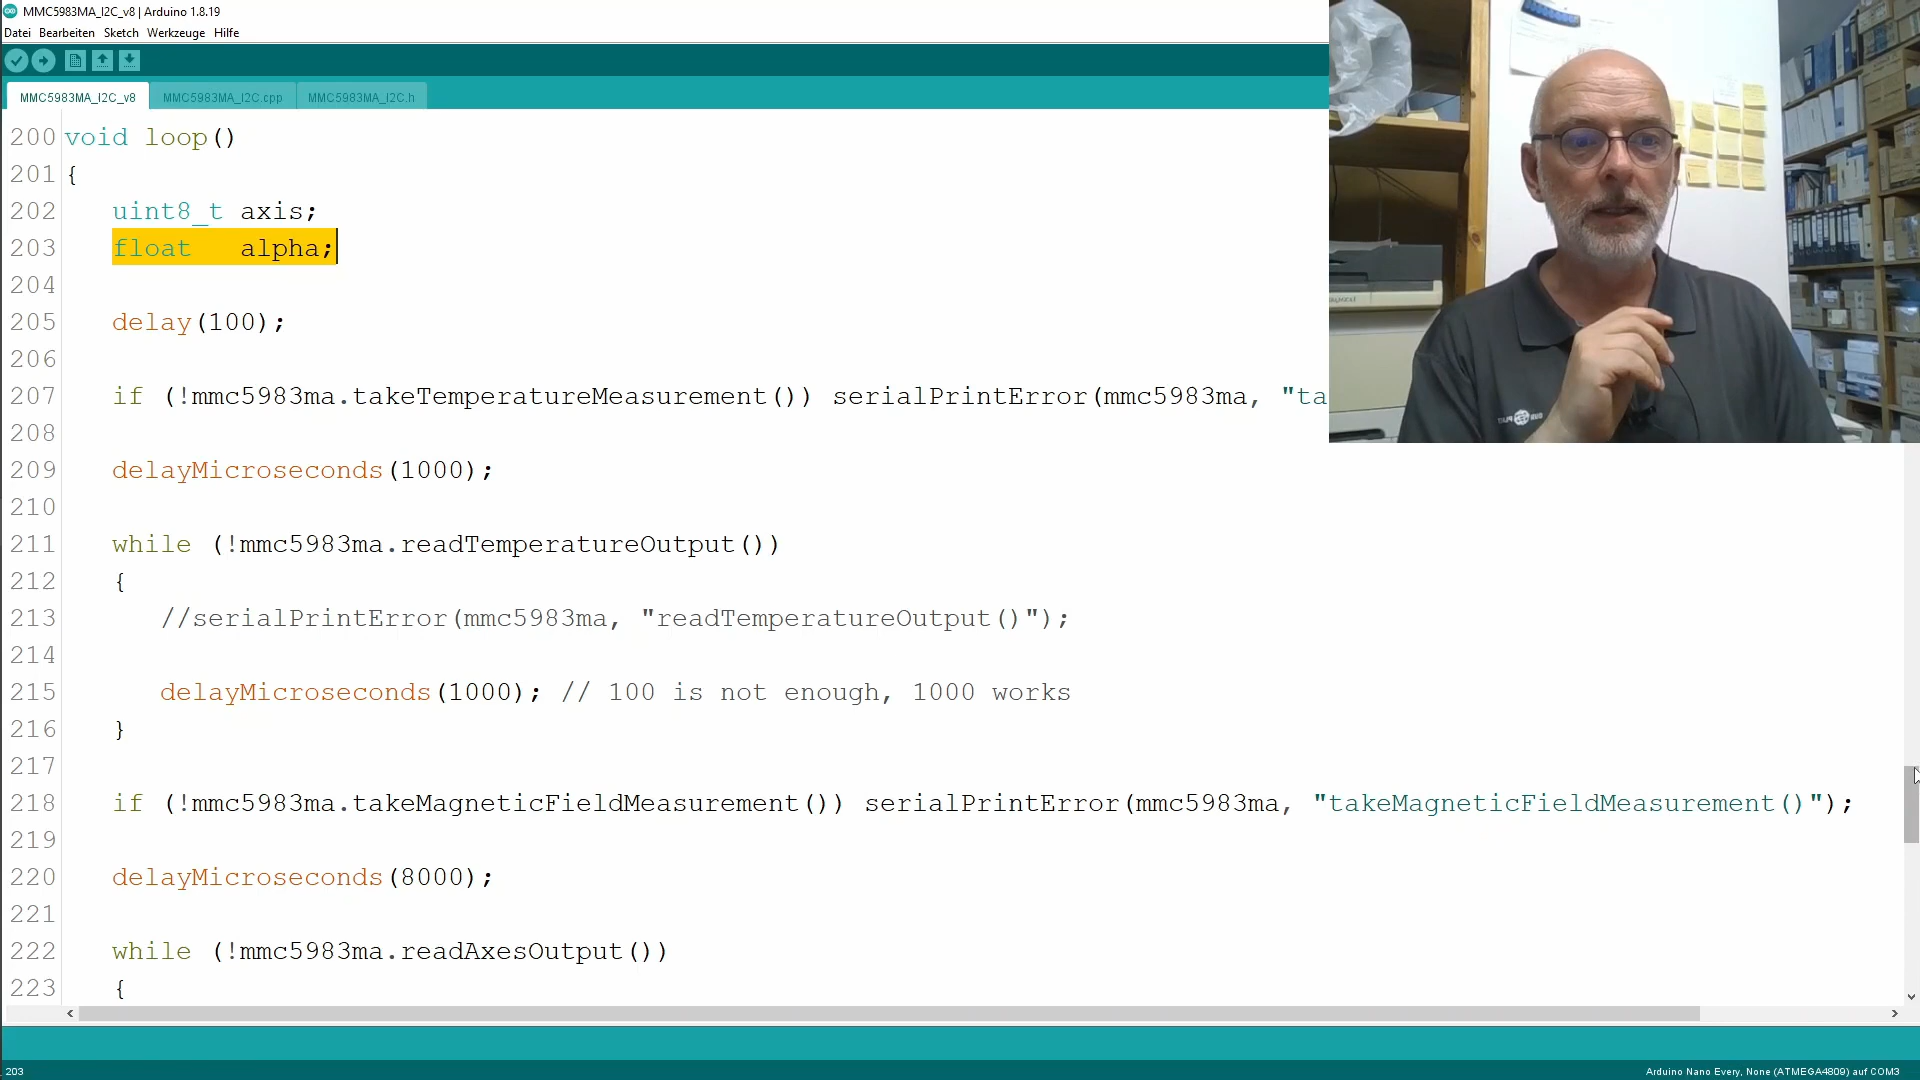 MMC5983MA_I2C_v8 | Arduino 1.8.19
Datei Bearbeiten Sketch Werkzeuge Hilfe
MMC5983MA_I2C_v8 MMC5983MA_I2C.cpp MMC5983MA_I2C.h
200 void loop()
201 {
202 uint8_t axis;
203 float alpha;
204
205 delay(100);
206
207 if (!mmc5983ma.takeTemperatureMeasurement()) serialPrintError(mmc5983ma, "ta
208
209 delayMicroseconds(1000);
210
211 while (!mmc5983ma.readTemperatureOutput())
212 {
213 //serialPrintError(mmc5983ma, "readTemperatureOutput()");
214
215 delayMicroseconds(1000); // 100 is not enough, 1000 works
216 }
217
218 if (!mmc5983ma.takeMagneticFieldMeasurement()) serialPrintError(mmc5983ma, "takeMagneticFieldMeasurement()");
219
220 delayMicroseconds(8000);
221
222 while (!mmc5983ma.readAxesOutput())
223 {
203
Arduino Nano Every, None (ATMEGA4809) auf COM3